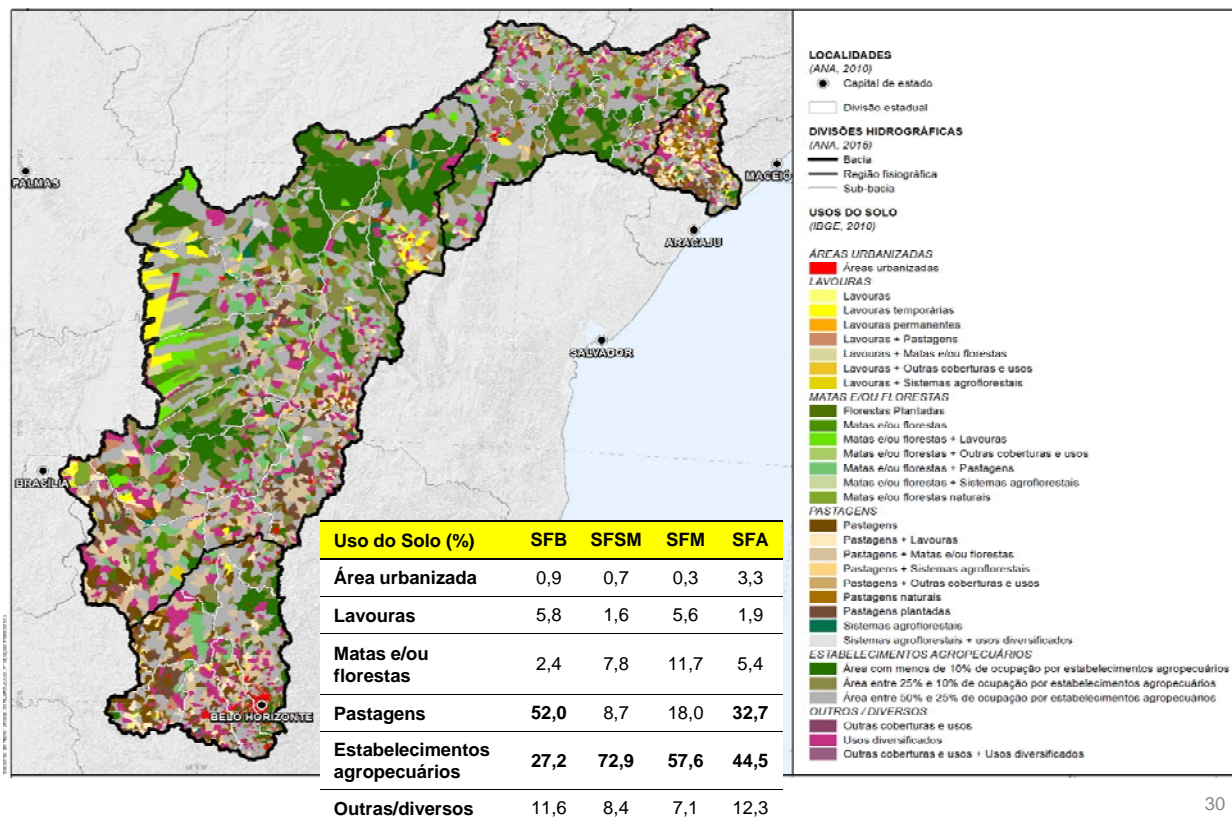 PALMAS
MACEIÓ
ARACAJU
SALVADOR
BRASÍLIA
BELO HORIZONTE
Uso do Solo (%) SFB SFSM SFM SFA
Área urbanizada 0,9 0,7 0,3 3,3
Lavouras 5,8 1,6 5,6 1,9
Matas e/ou
florestas 2,4 7,8 11,7 5,4
Pastagens 52,0 8,7 18,0 32,7
Estabelecimentos
agropecuários 27,2 72,9 57,6 44,5
Outras/diversos 11,6 8,4 7,1 12,3
LOCALIDADES
(ANA, 2010)
Capital de estado
Divisão estadual
DIVISÕES HIDROGRÁFICAS
(ANA, 2015)
Bacia
Região fisiográfica
Sub-bacia
USOS DO SOLO
(IBGE, 2010)
ÁREAS URBANIZADAS
Áreas urbanizadas
LAVOURAS
Lavouras
Lavouras temporárias
Lavouras permanentes
Lavouras + Pastagens
Lavouras + Matas e/ou florestas
Lavouras + Outras coberturas e usos
Lavouras + Sistemas agroflorestais
MATAS E/OU FLORESTAS
Florestas Plantadas
Matas e/ou florestas
Matas e/ou florestas + Lavouras
Matas e/ou florestas + Outras coberturas e usos
Matas e/ou florestas + Pastagens
Matas e/ou florestas + Sistemas agroflorestais
Matas e/ou florestas naturais
PASTAGENS
Pastagens
Pastagens + Lavouras
Pastagens + Matas e/ou florestas
Pastagens + Sistemas agroflorestais
Pastagens + Outras coberturas e usos
Pastagens naturais
Pastagens plantadas
Sistemas agroflorestais
Sistemas agroflorestais + usos diversificados
ESTABELECIMENTOS AGROPECUÁRIOS
Área com menos de 10% de ocupação por estabelecimentos agropecuários
Área entre 25% e 10% de ocupação por estabelecimentos agropecuários
Área entre 50% e 25% de ocupação por estabelecimentos agropecuários
OUTROS / DIVERSOS
Outras coberturas e usos
Usos diversificados
Outras coberturas e usos + Usos diversificados
30